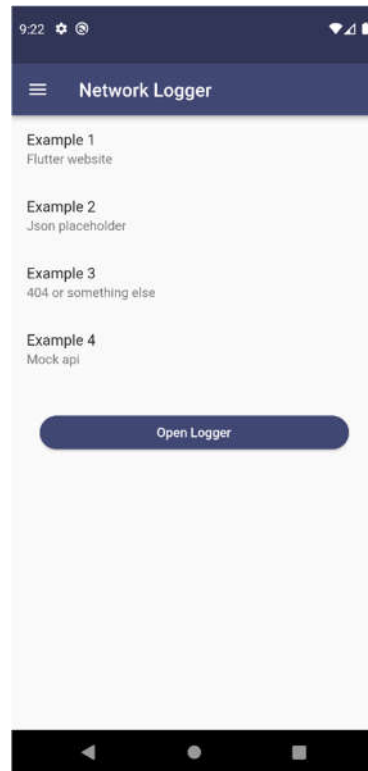 9:22
Network Logger
Example 1
Flutter website
Example 2
Json placeholder
Example 3
404 or something else
Example 4
Mock api
Open Logger